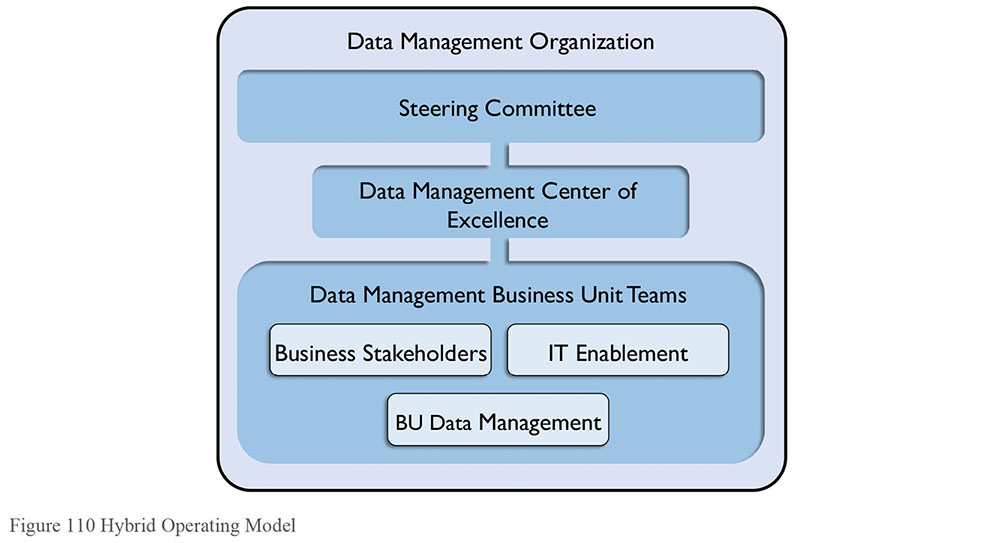 Data Management Organization
Steering Committee
Data Management Center of
Excellence
Data Management Business Unit Teams
Business Stakeholders
IT Enablement
BU Data Management
Figure 110 Hybrid Operating Model